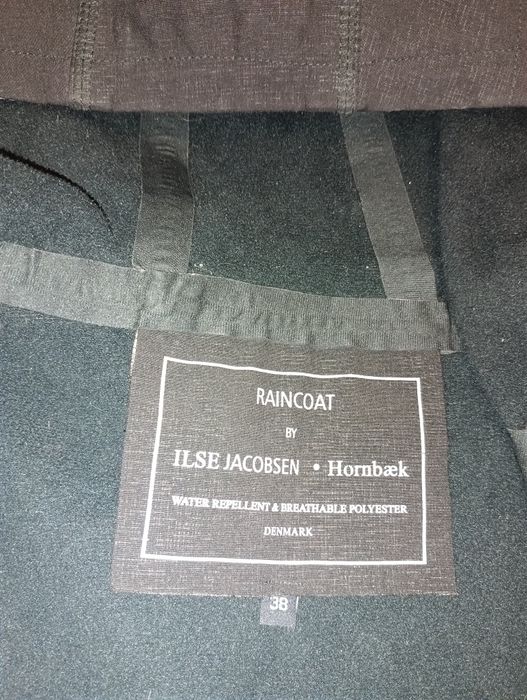 RAINCOAT
BY
ILSE JACOBSEN • Hornbæk
WATER REPELLENT & BREATHABLE POLYESTER
DENMARK
38